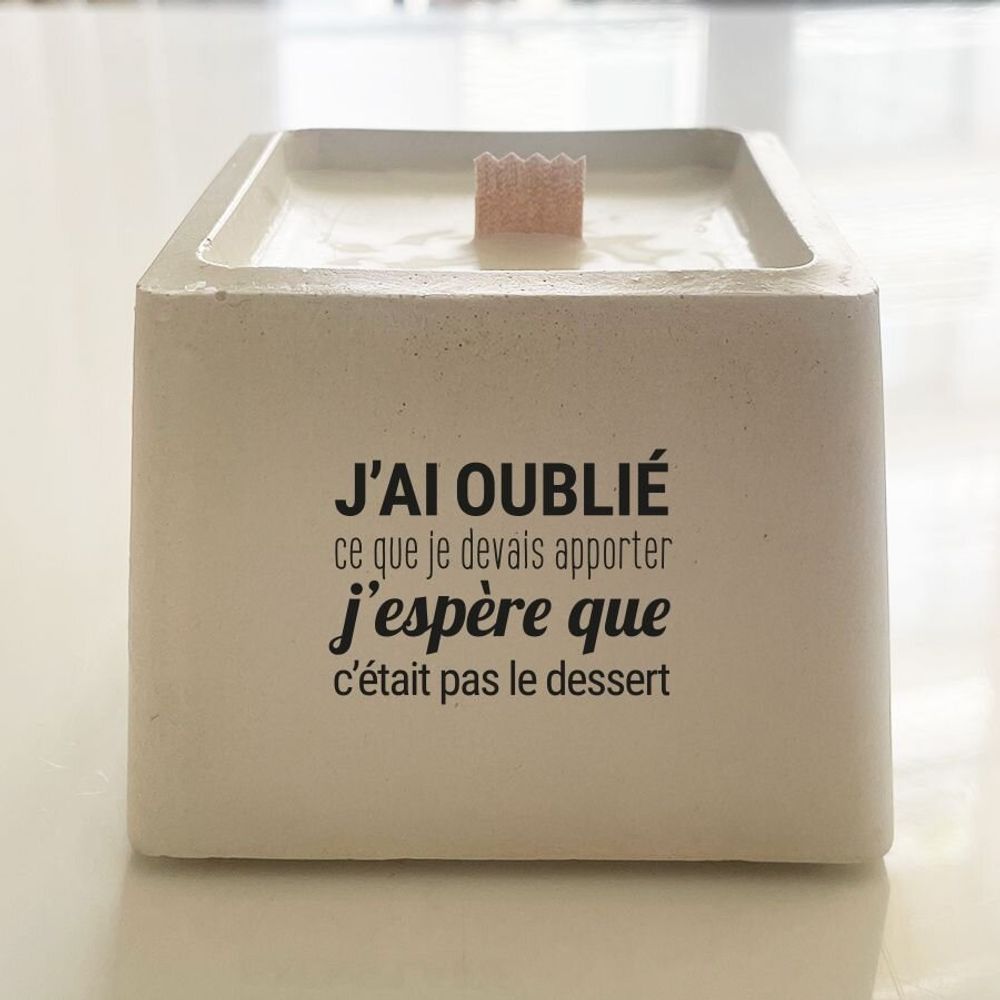 J'AI OUBLIÉ
ce que je devais apporter
j'espère que
c'était pas le dessert